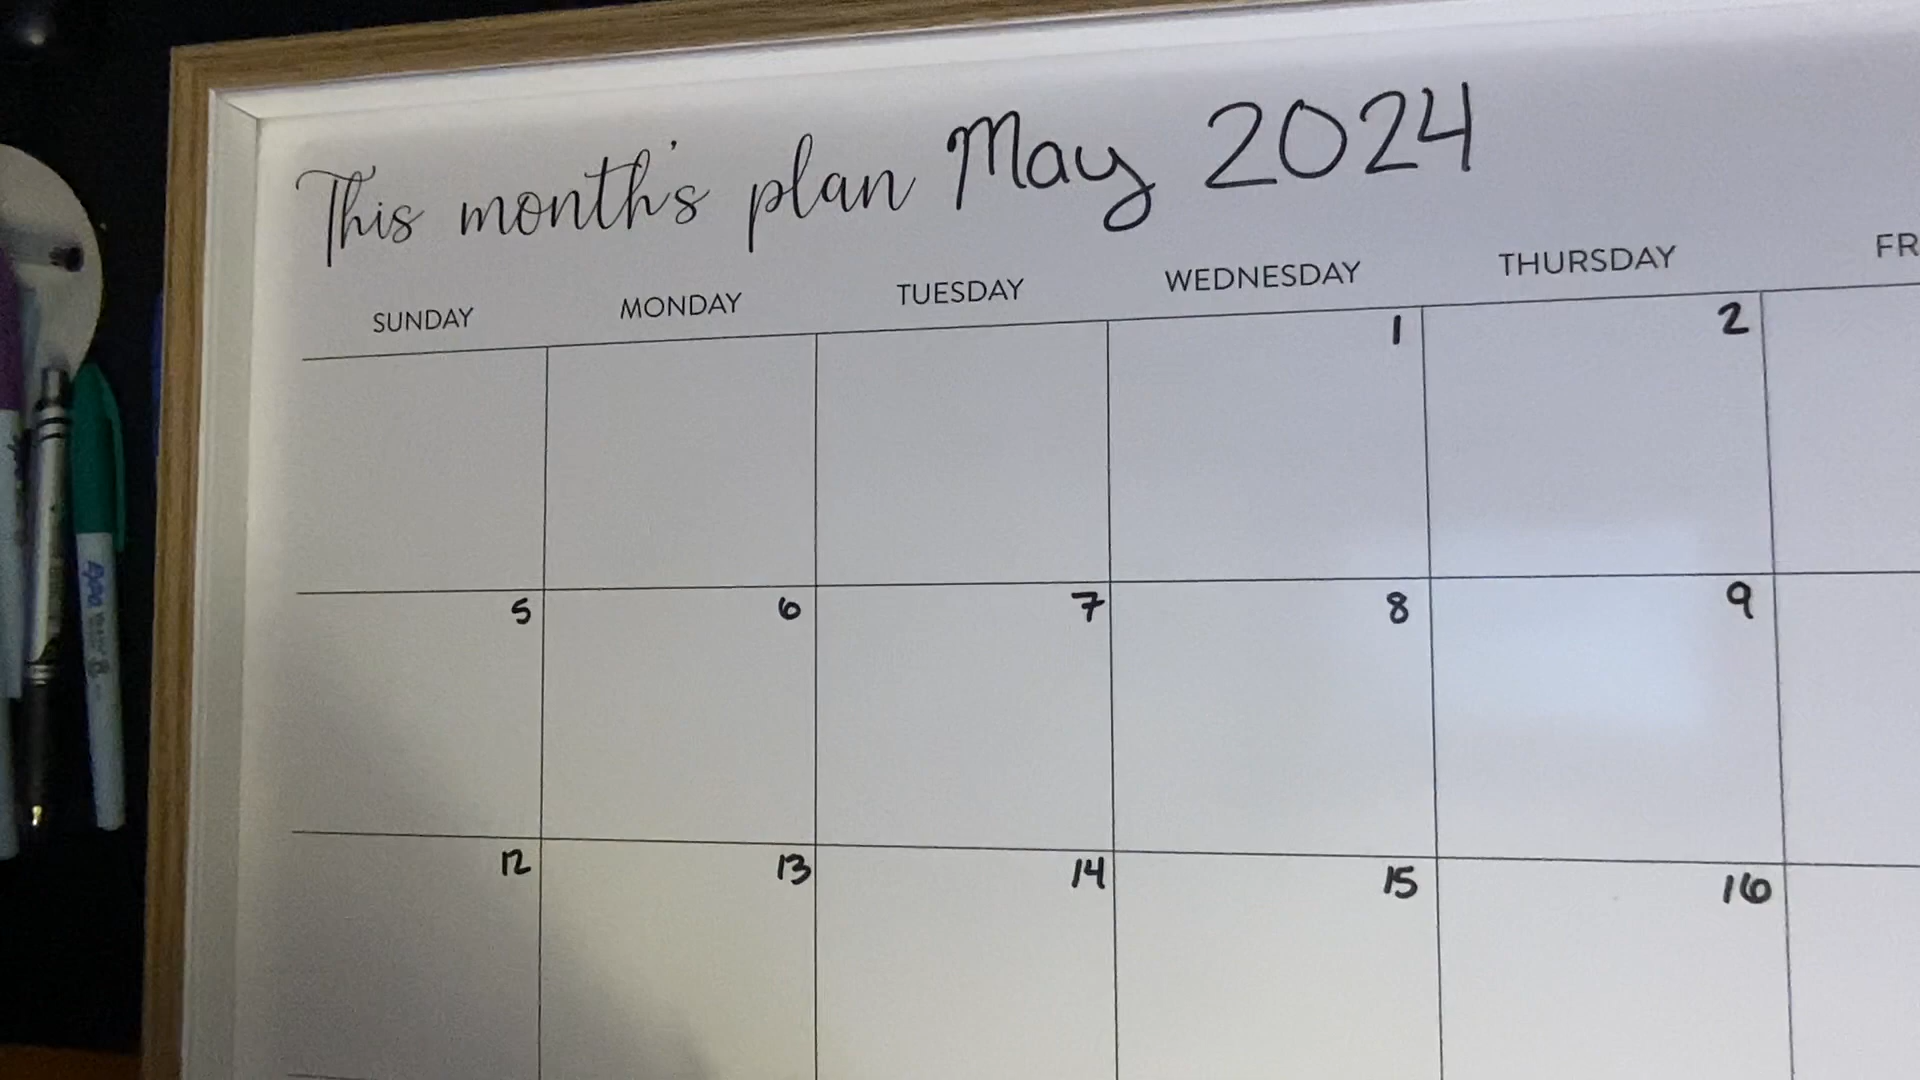 This month's plan May 2024
SUNDAY MONDAY TUESDAY WEDNESDAY THURSDAY FR
1 2
5 6 7 8 9
12 13 14 15 16